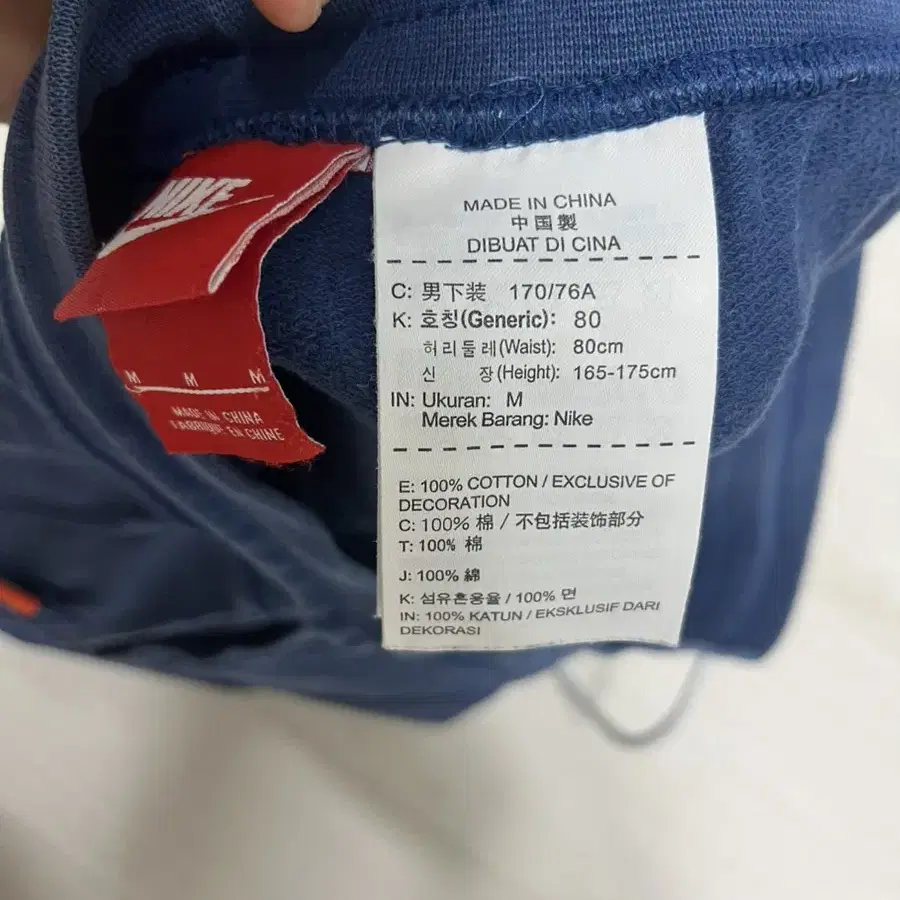 NIKE
M M M
MADE IN CHINA
FABRIQUE EN CHINE
MADE IN CHINA
中国製
DIBUAT DI CINA
C: 男下装 170/76A
K: 호칭(Generic): 80
허리둘레(Waist): 80cm
신 장(Height): 165-175cm
IN: Ukuran: M
Merek Barang: Nike
E: 100% COTTON / EXCLUSIVE OF
DECORATION
C: 100% 棉 / 不包括装饰部分
T: 100% 棉
J: 100% 綿
K: 섬유혼용율 / 100% 면
IN: 100% KATUN / EKSKLUSIF DARI
DEKORASI